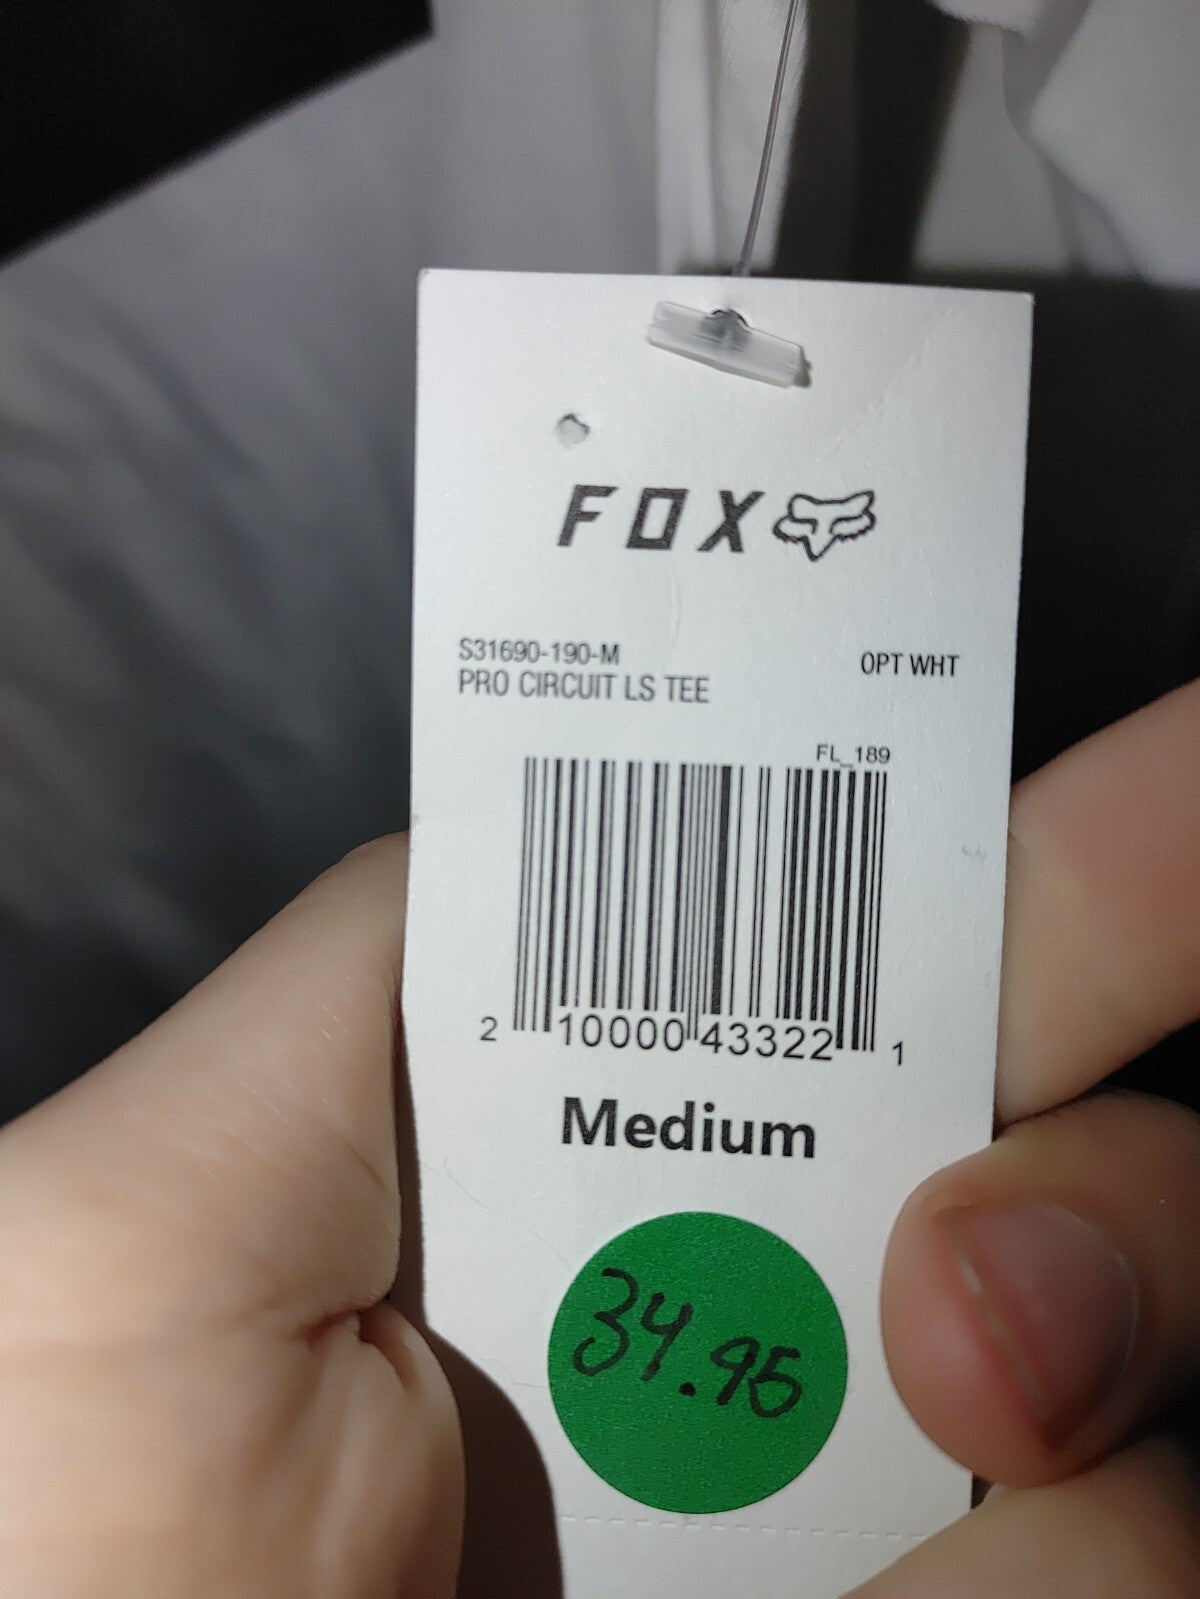 FOX
S31690-190-M
PRO CIRCUIT LS TEE
OPT WHT
FL_189
2 10000 43322 1
Medium
34.95